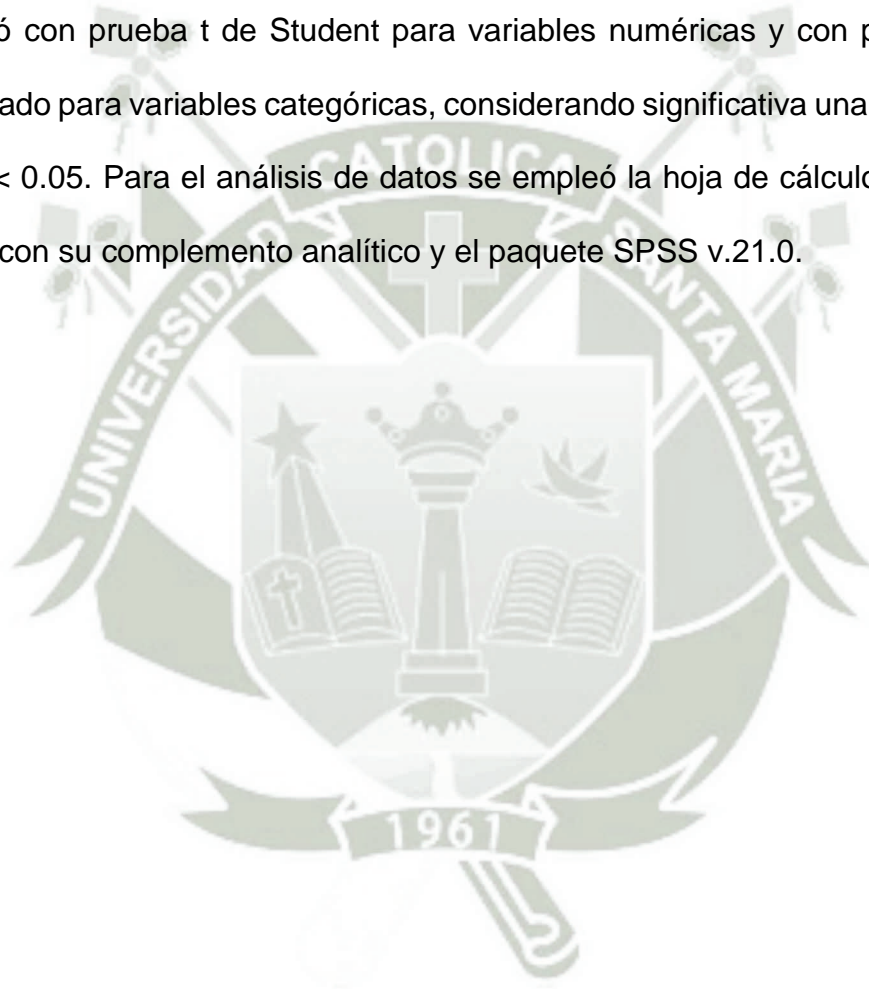 ó con prueba t de Student para variables numéricas y con p
ado para variables categóricas, considerando significativa una
< 0.05. Para el análisis de datos se empleó la hoja de cálculo
con su complemento analítico y el paquete SPSS v.21.0.
UNIVERSIDAD CATOLICA SANTA MARIA
1961